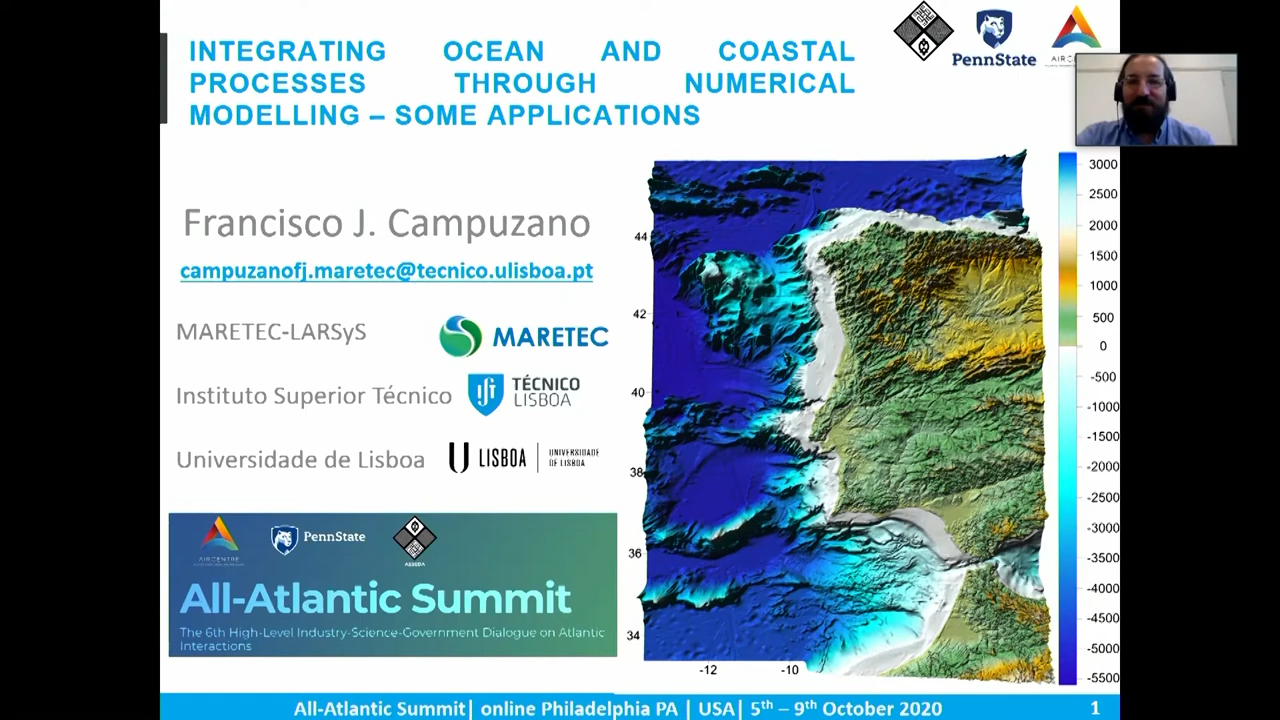 INTEGRATING OCEAN AND COASTAL
PROCESSES THROUGH NUMERICAL
MODELLING – SOME APPLICATIONS
PennState
Francisco J. Campuzano
campuzanofj.maretec@tecnico.ulisboa.pt
MARETEC-LARSyS
MARETEC
Instituto Superior Técnico
TÉCNICO
LISBOA
Universidade de Lisboa
LISBOA
UNIVERSIDADE
DE LISBOA
AIRCENTRE
PennState
All-Atlantic Summit
The 6th High-Level Industry-Science-Government Dialogue on Atlantic
Interactions
44
42
40
38
36
34
-12
-10
3000
2500
2000
1500
1000
500
0
-500
-1000
-1500
-2000
-2500
-3000
-3500
-4000
-4500
-5000
-5500
All-Atlantic Summit| online Philadelphia PA | USA| 5th – 9th October 2020
1